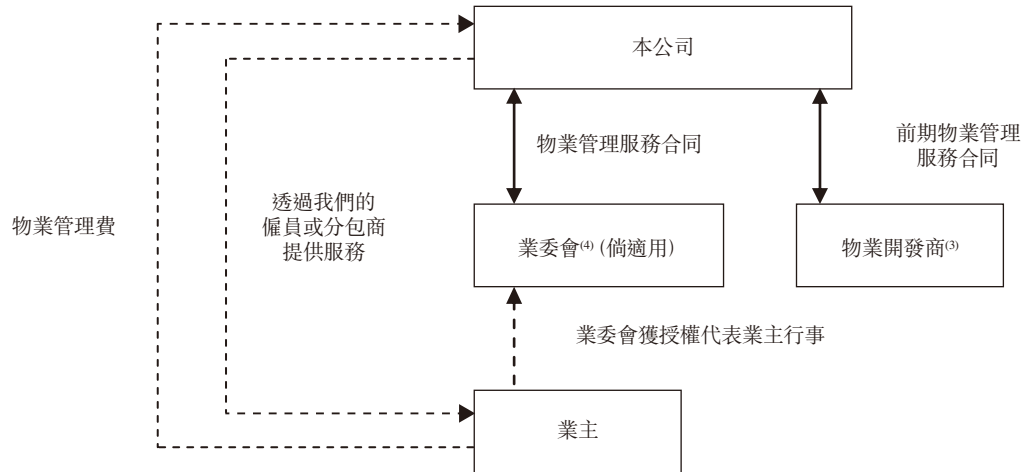 本公司
物業管理服務合同
前期物業管理
服務合同
物業管理費
透過我們的
僱員或分包商
提供服務
業委會⁽⁴⁾ (倘適用)
物業開發商⁽³⁾
業委會獲授權代表業主行事
業主